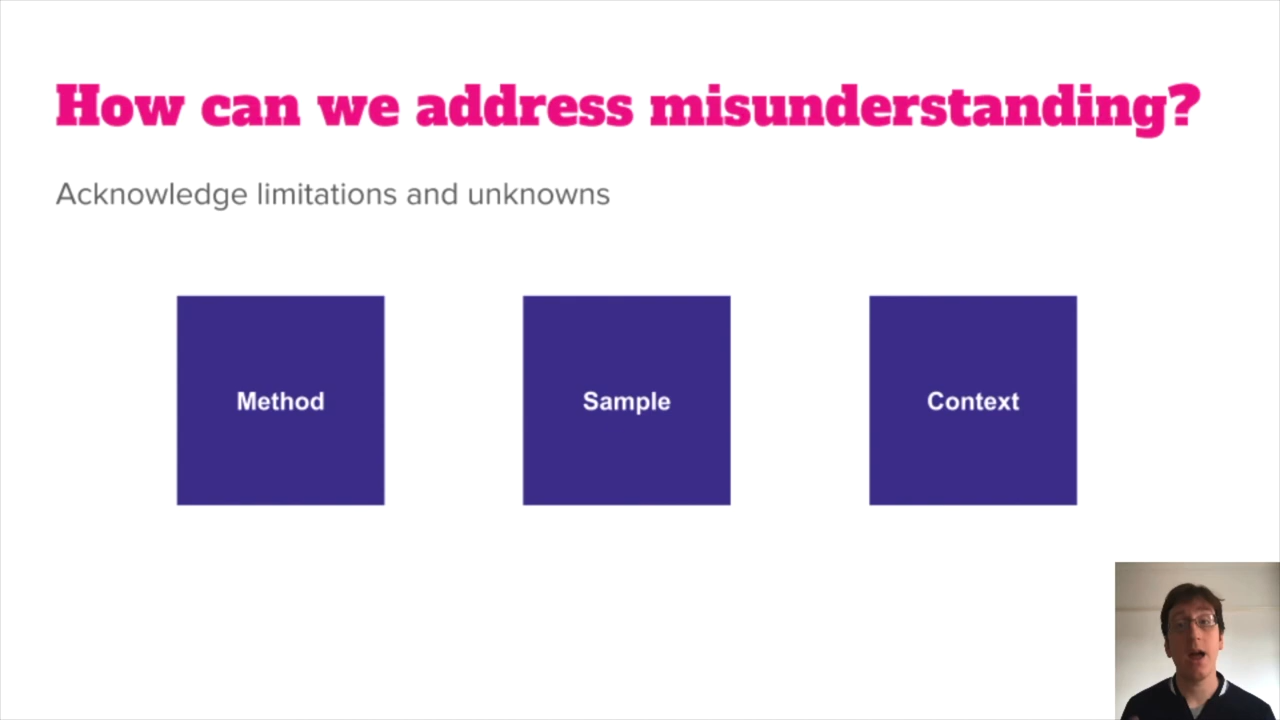 How can we address misunderstanding?
Acknowledge limitations and unknowns
Method
Sample
Context